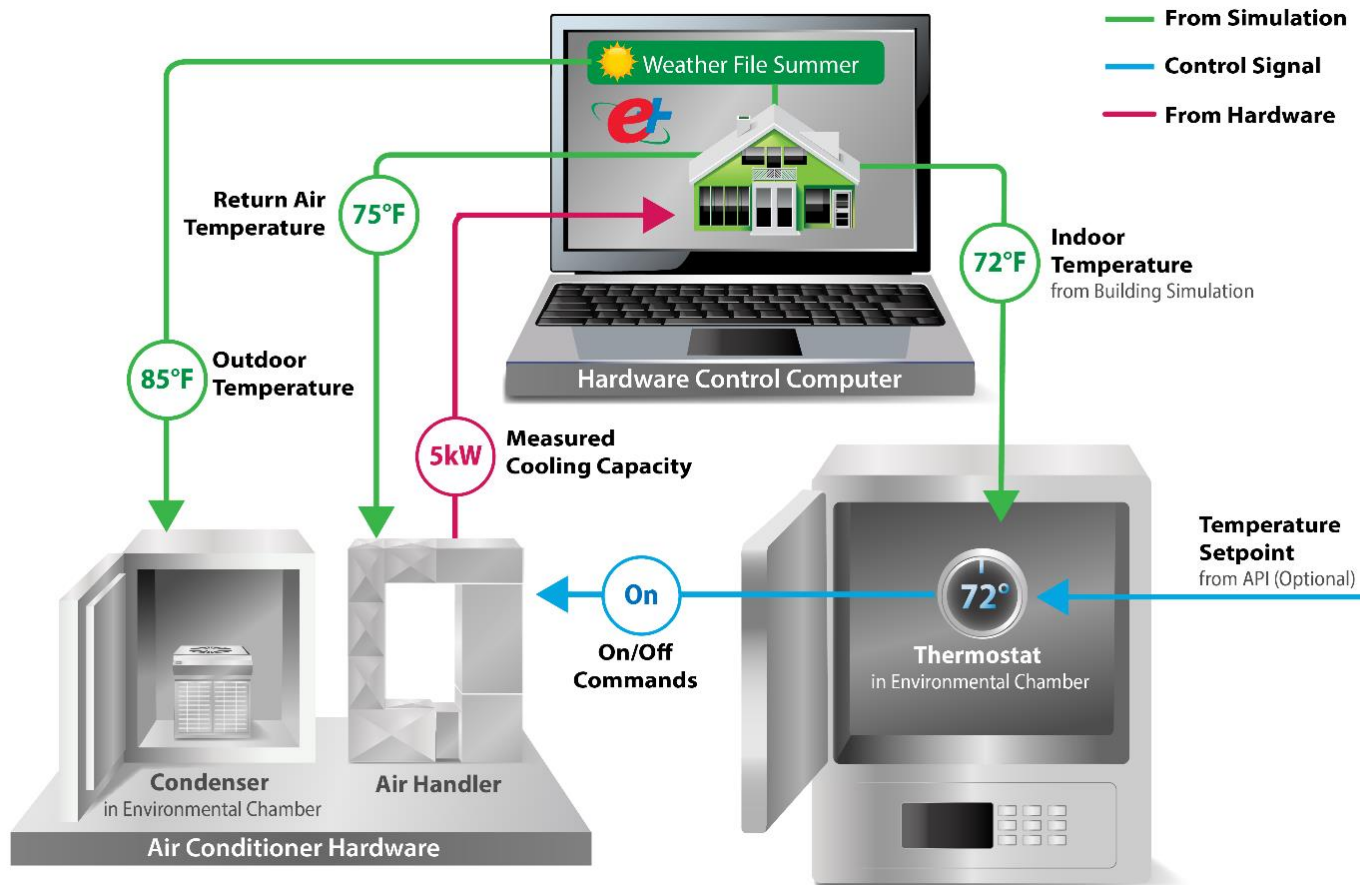 From Simulation
Control Signal
From Hardware
Weather File Summer
e+
Return Air
Temperature
75°F
72°F
Indoor
Temperature
from Building Simulation
85°F
Outdoor
Temperature
Hardware Control Computer
5kW
Measured
Cooling Capacity
Temperature
Setpoint
from API (Optional)
On
72°
On/Off
Commands
Thermostat
in Environmental Chamber
Condenser
in Environmental Chamber
Air Handler
Air Conditioner Hardware